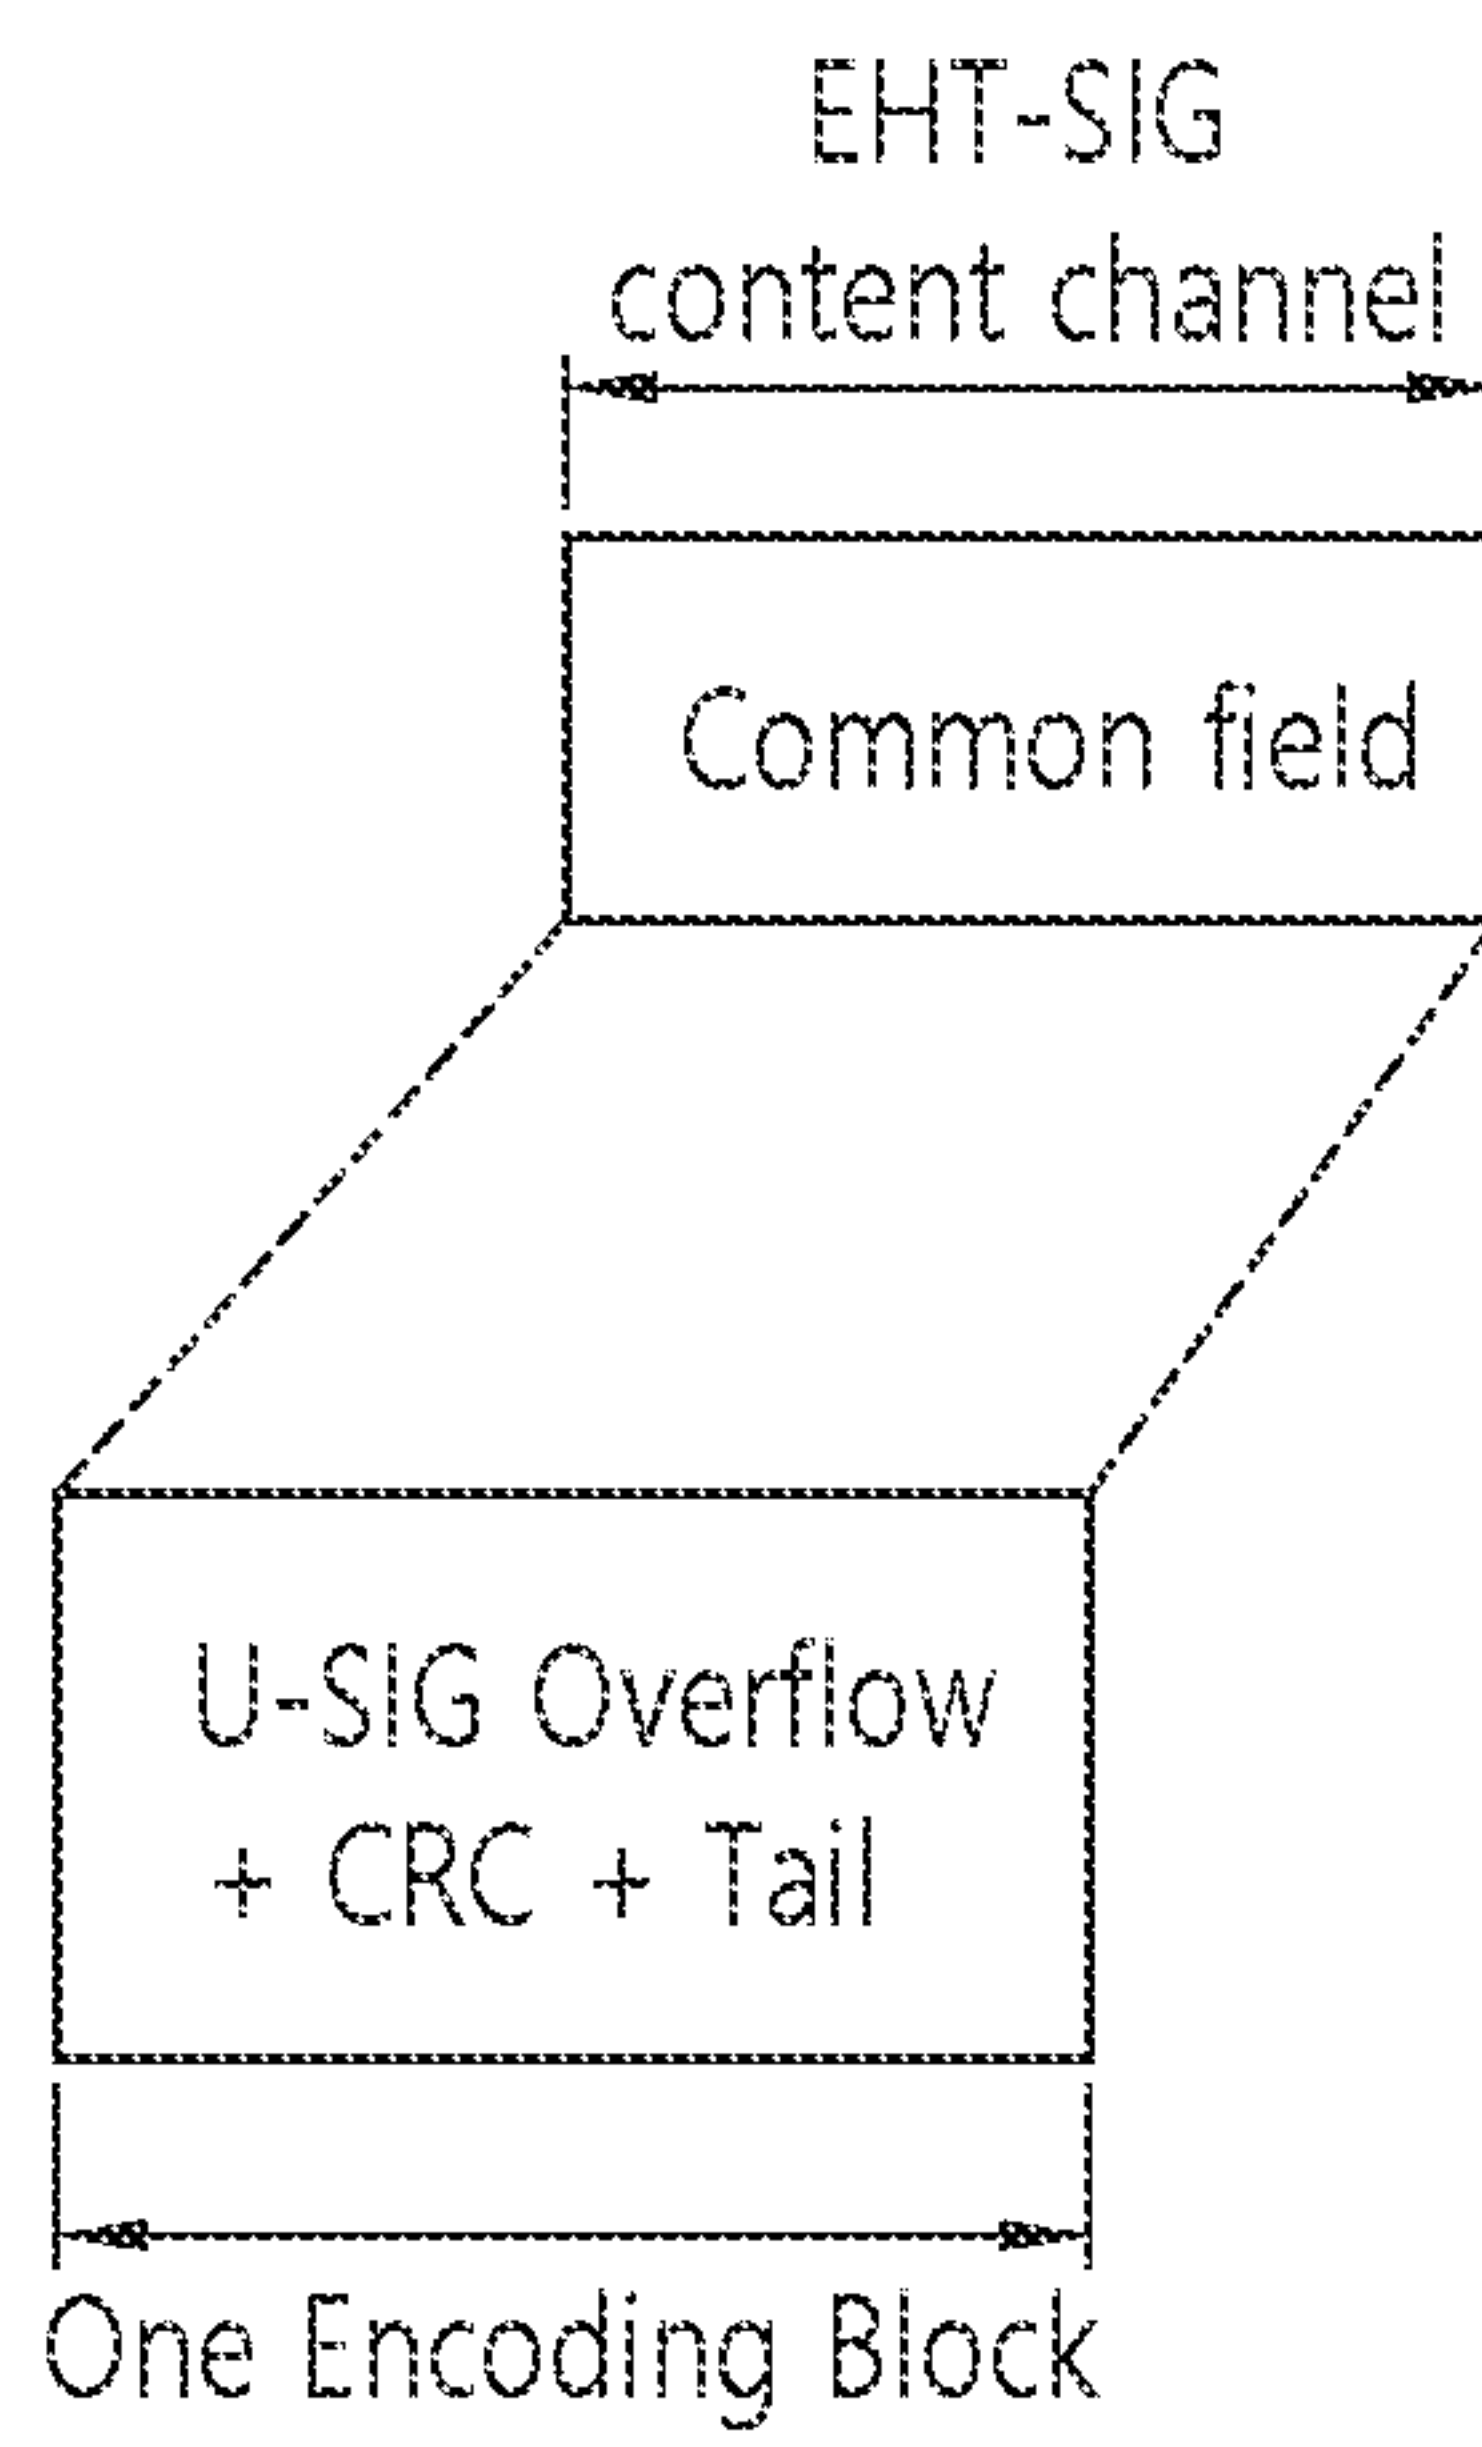 EHT-SIG
content channel
Common field
U-SIG Overflow
+ CRC + Tail
One Encoding Block